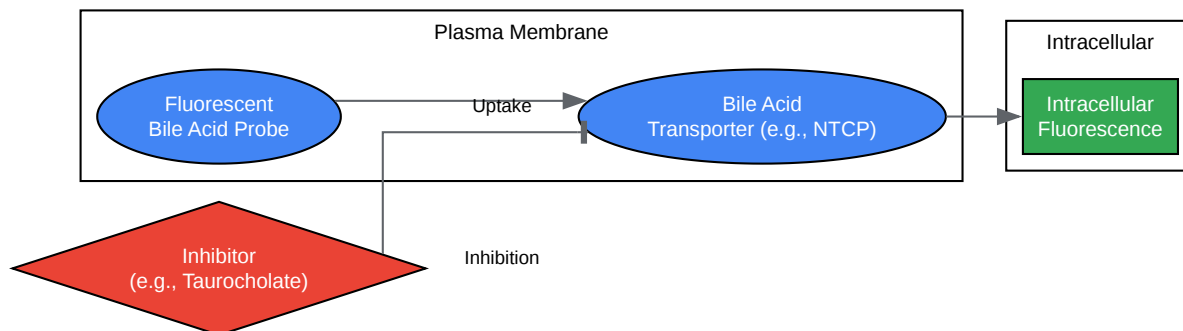 Plasma Membrane
Intracellular
Fluorescent
Bile Acid Probe
Uptake
Bile Acid
Transporter (e.g., NTCP)
Intracellular
Fluorescence
Inhibitor
(e.g., Taurocholate)
Inhibition